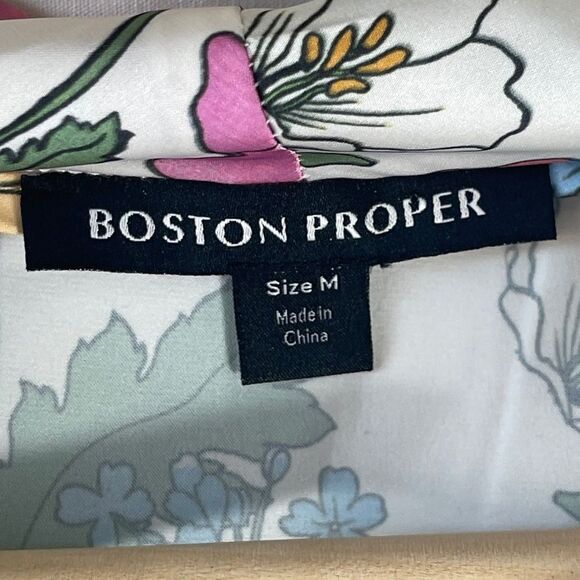 BOSTON PROPER
Size M
Made in
China